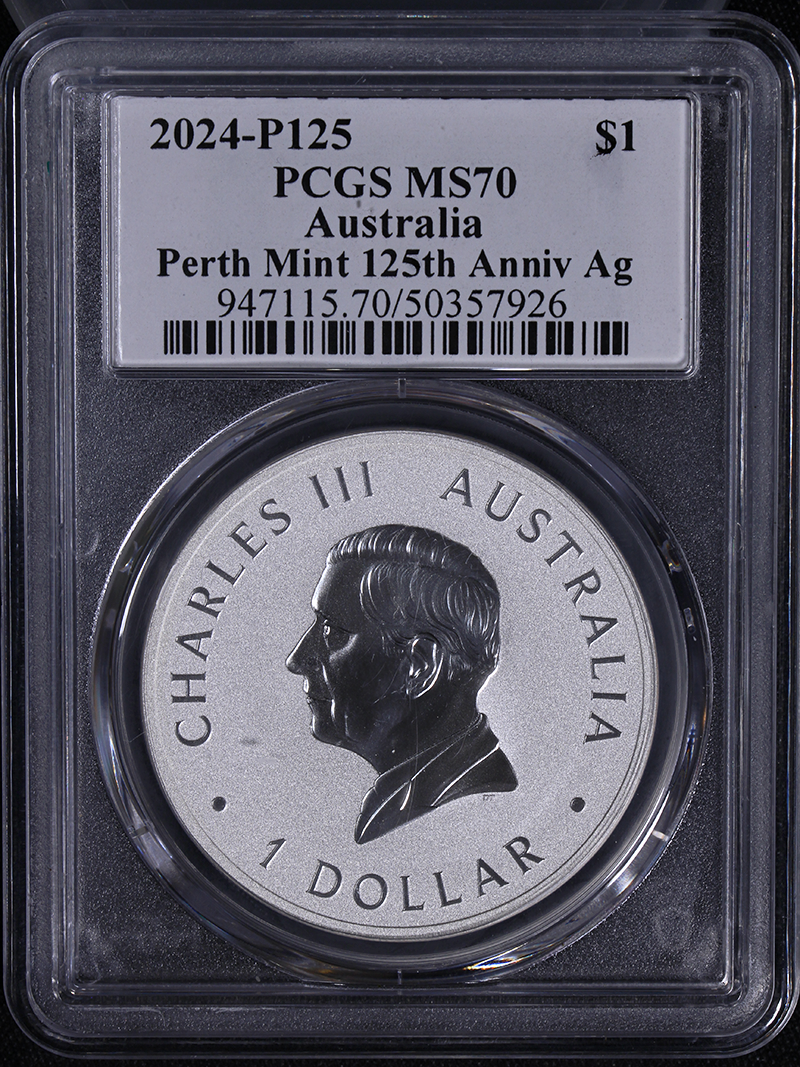 2024-P125 $1
PCGS MS70
Australia
Perth Mint 125th Anniv Ag
947115.70/50357926
CHARLES III AUSTRALIA
1 DOLLAR